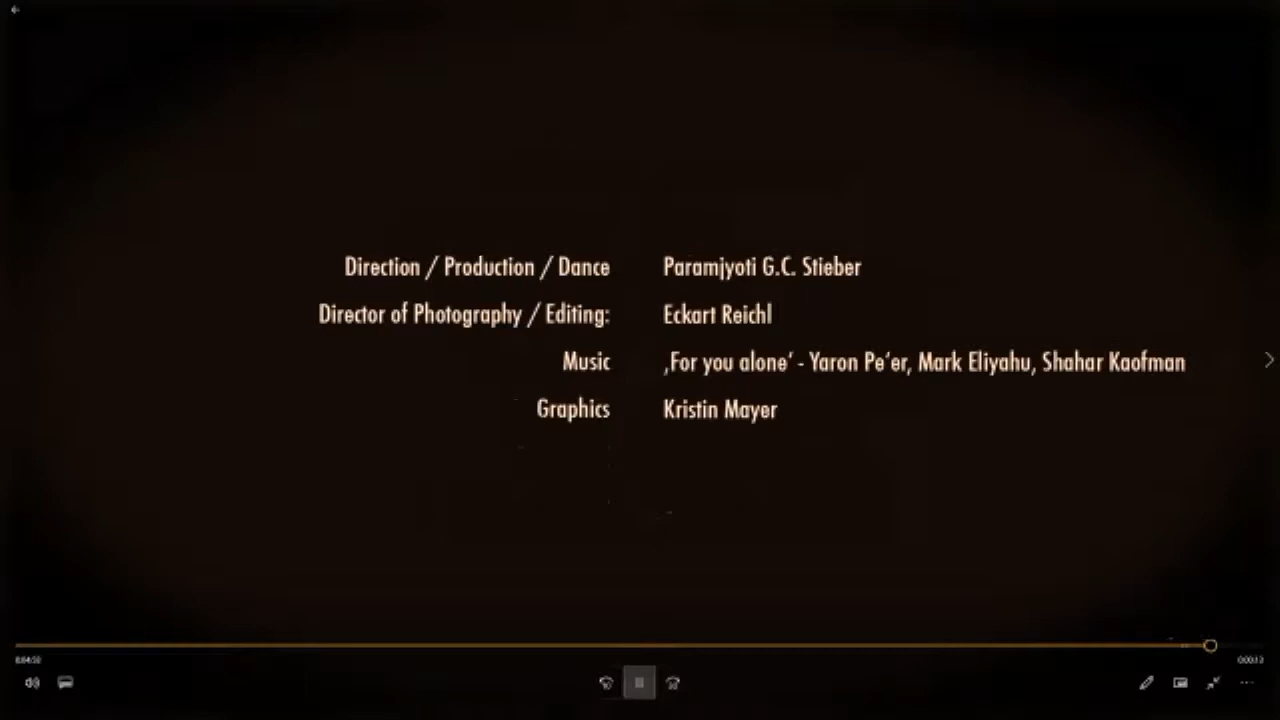 Direction / Production / Dance Paramjyoti G.C. Stieber
Director of Photography / Editing: Eckart Reichl
Music ‚For you alone‘ - Yaron Pe‘er, Mark Eliyahu, Shahar Kaofman
Graphics Kristin Mayer